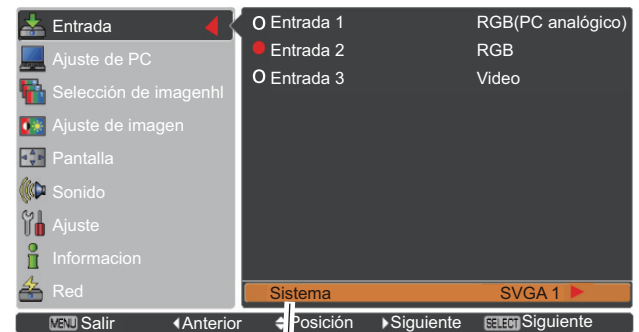 Entrada
Ajuste de PC
Selección de imagenhl
Ajuste de imagen
Pantalla
Sonido
Ajuste
Informacion
Red
Entrada 1 RGB(PC analógico)
Entrada 2 RGB
Entrada 3 Video
Sistema SVGA 1
MENU Salir Anterior Posición Siguiente SELECT Siguiente